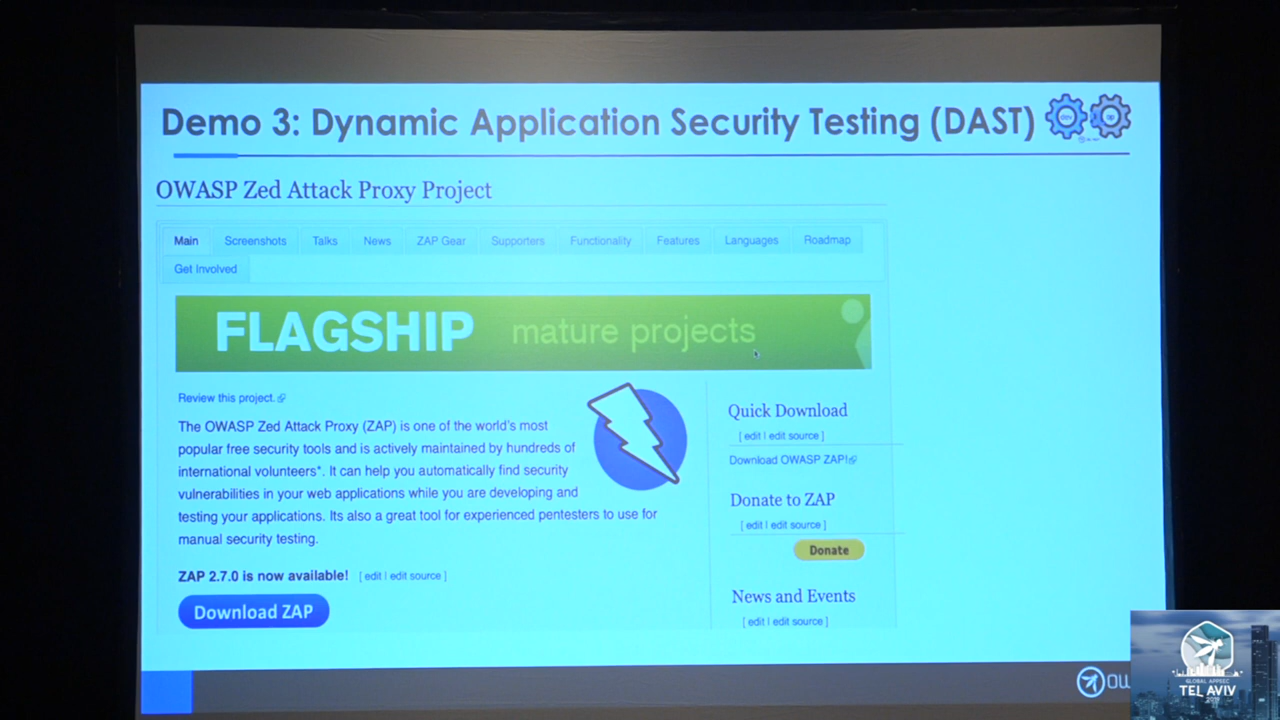 Demo 3: Dynamic Application Security Testing (DAST)
OWASP Zed Attack Proxy Project
Main Screenshots Talks News ZAP Gear Supporters Functionality Features Languages Roadmap
Get Involved
FLAGSHIP mature projects
Review this project.
The OWASP Zed Attack Proxy (ZAP) is one of the world's most
popular free security tools and is actively maintained by hundreds of
international volunteers*. It can help you automatically find security
vulnerabilities in your web applications while you are developing and
testing your applications. Its also a great tool for experienced pentesters to use for
manual security testing.
ZAP 2.7.0 is now available! [ edit | edit source ]
Download ZAP
Quick Download
[ edit | edit source ]
Download OWASP ZAP!
Donate to ZAP
[ edit | edit source ]
Donate
News and Events
[ edit | edit source ]
OW
GLOBAL APPSEC
TEL AVIV